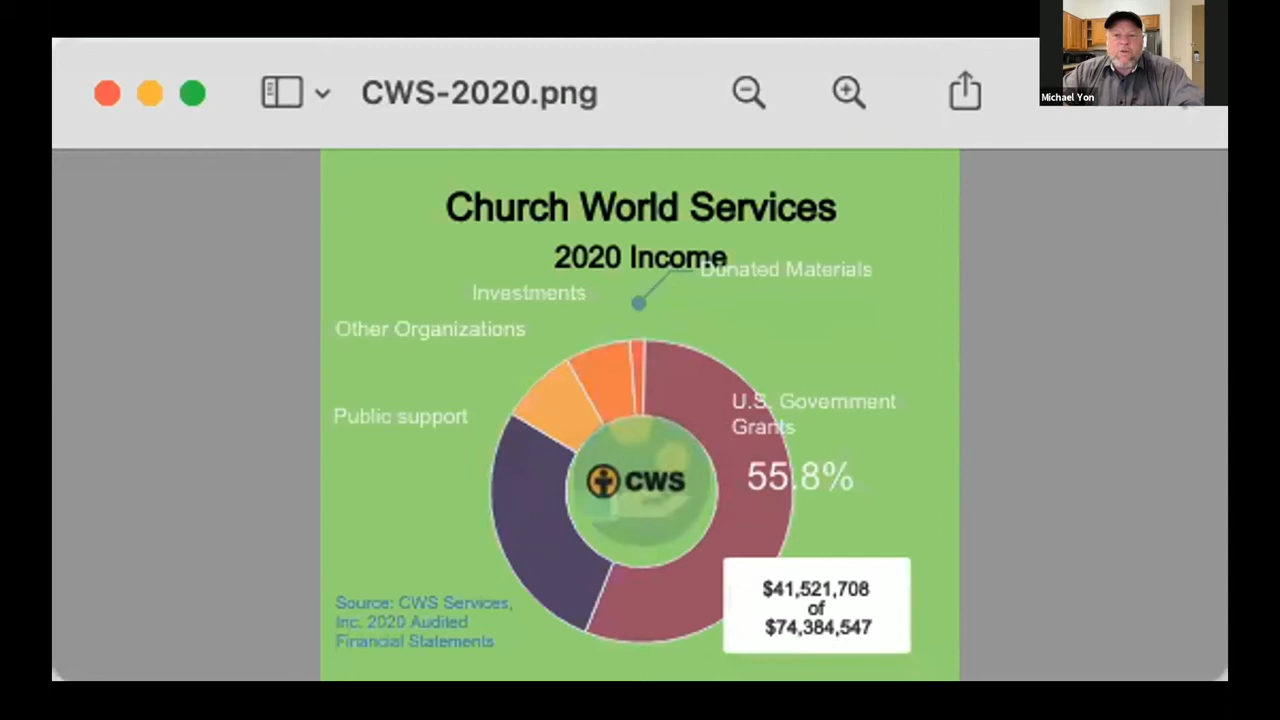 CWS-2020.png
Michael Yon
Church World Services
2020 Income
Donated Materials
Investments
Other Organizations
Public support
U.S. Government
Grants
55.8%
CWS
$41,521,708
of
$74,384,547
Source: CWS Services,
Inc. 2020 Audited
Financial Statements